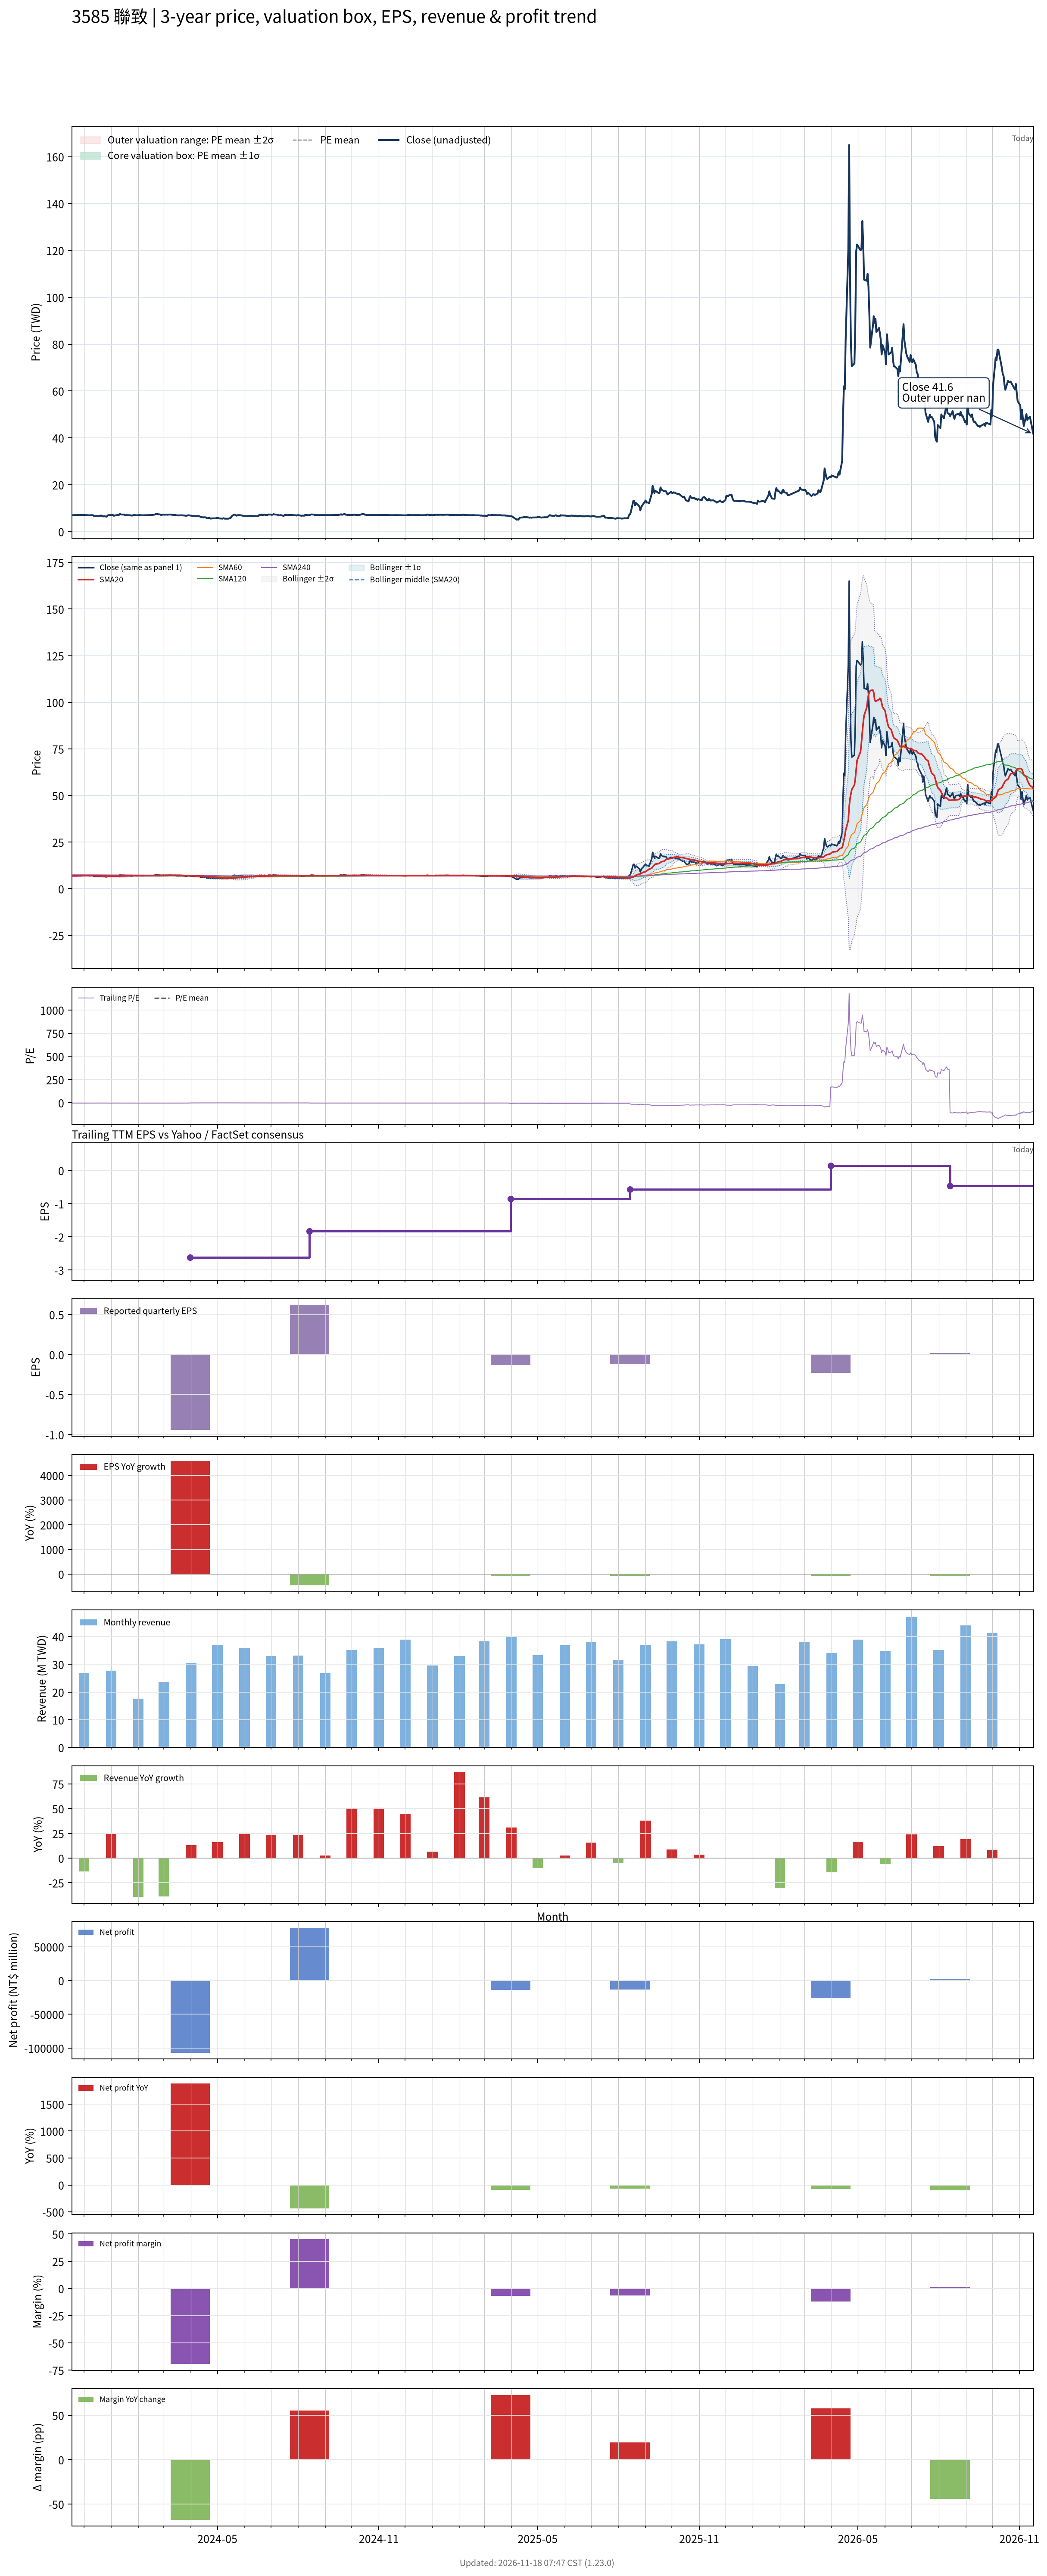 3585 聯致 | 3-year price, valuation box, EPS, revenue & profit trend
Outer valuation range: PE mean ±2σ
PE mean
Close (unadjusted)
Core valuation box: PE mean ±1σ
Today
Price (TWD)
160
140
120
100
80
60
40
20
0
Close 41.6
Outer upper nan
Close (same as panel 1)
SMA20
SMA60
SMA120
SMA240
Bollinger ±2σ
Bollinger ±1σ
Bollinger middle (SMA20)
Price
175
150
125
100
75
50
25
0
-25
Trailing P/E
P/E mean
P/E
1000
750
500
250
0
Trailing TTM EPS vs Yahoo / FactSet consensus
Today
EPS
0
-1
-2
-3
Reported quarterly EPS
EPS
0.5
0.0
-0.5
-1.0
EPS YoY growth
YoY (%)
4000
3000
2000
1000
0
Monthly revenue
Revenue (M TWD)
40
30
20
10
0
Revenue YoY growth
YoY (%)
75
50
25
0
-25
Month
Net profit
Net profit (NT$ million)
50000
0
-50000
-100000
Net profit YoY
YoY (%)
1500
1000
500
0
-500
Net profit margin
Margin (%)
50
25
0
-25
-50
-75
Margin YoY change
Δ margin (pp)
50
0
-50
2024-05
2024-11
2025-05
2025-11
2026-05
2026-11
Updated: 2026-11-18 07:47 CST (1.23.0)